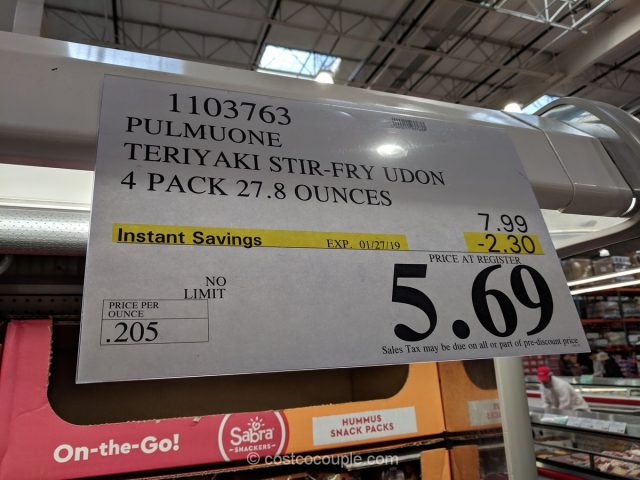 1103763
PULMUONE
TERIYAKI STIR-FRY UDON
4 PACK 27.8 OUNCES
7.99
Instant Savings EXP. 01/27/19 -2.30
PRICE AT REGISTER
5.69
NO
LIMIT
PRICE PER
OUNCE
.205
Sales Tax may be due on all or part of pre-discount price
On-the-Go!
Sabra
SNACKERS
HUMMUS
SNACK PACKS
© costcocouple.com